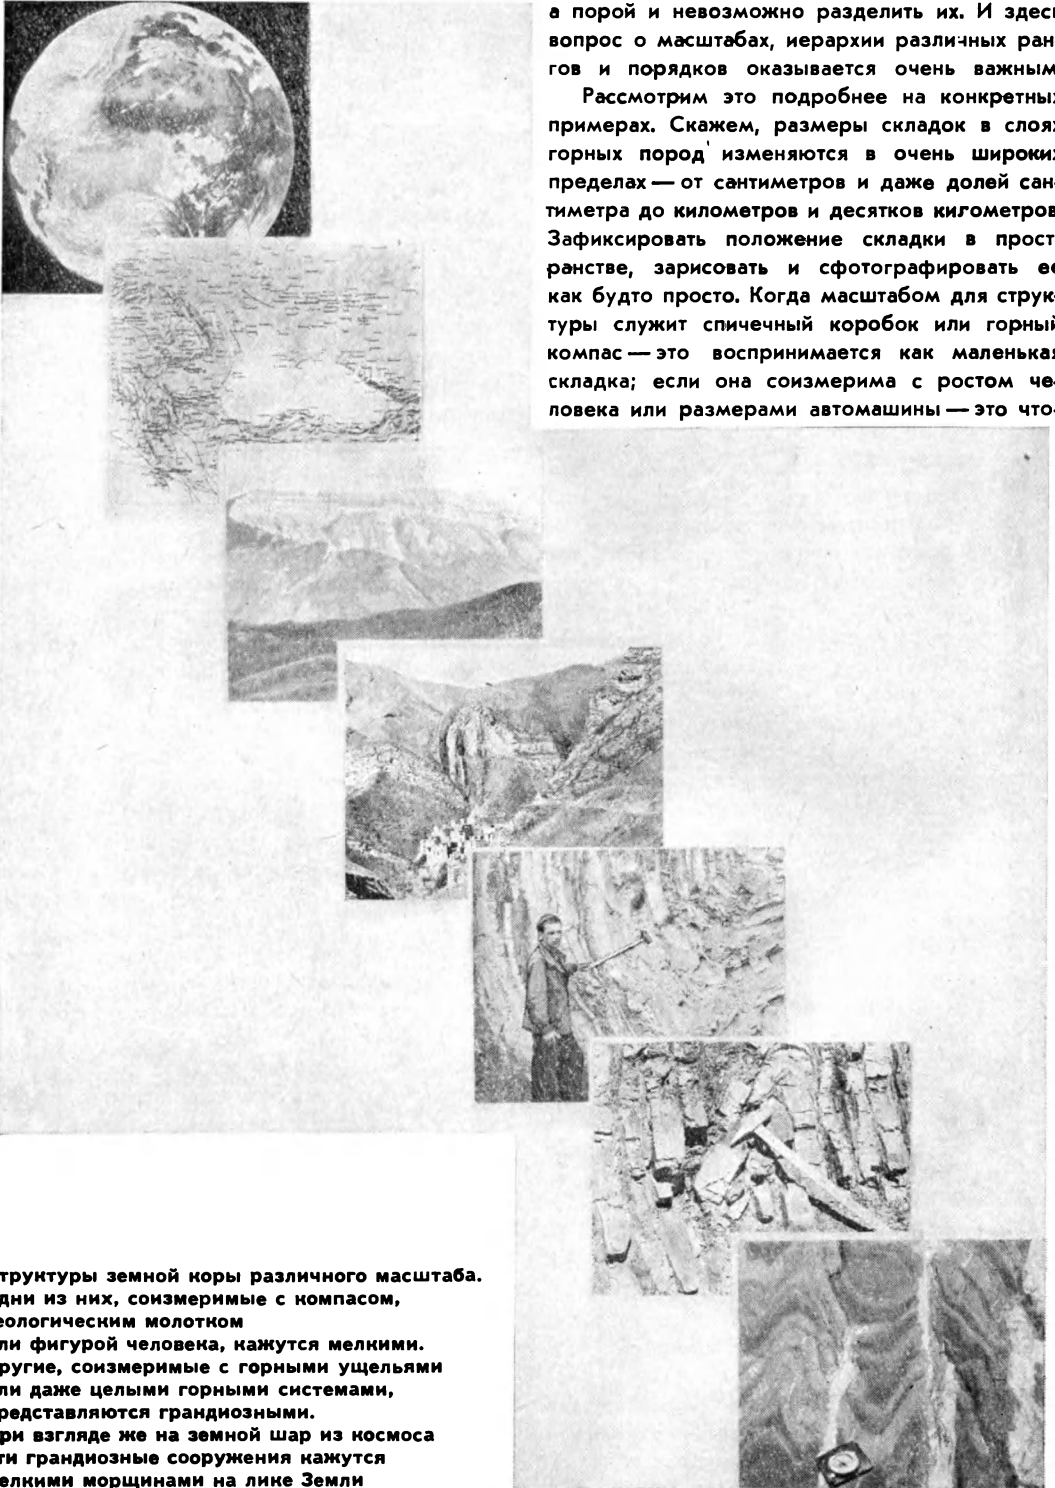 а порой и невозможно разделить их. И здес
вопрос о масштабах, иерархии различных ран
гов и порядков оказывается очень важным
Рассмотрим это подробнее на конкретны
примерах. Скажем, размеры складок в слоя
горных пород изменяются в очень широки
пределах — от сантиметров и даже долей сан-
тиметра до километров и десятков километров
Зафиксировать положение складки в прост
ранстве, зарисовать и сфотографировать е
как будто просто. Когда масштабом для струк-
туры служит спичечный коробок или горный
компас — это воспринимается как маленька
складка; если она соизмерима с ростом че-
ловека или размерами автомашины — это что-
труктуры земной коры различного масштаба.
дни из них, соизмеримые с компасом,
еологическим молотком
ли фигурой человека, кажутся мелкими.
ругие, соизмеримые с горными ущельями
ли даже целыми горными системами,
редставляются грандиозными.
ри взгляде же на земной шар из космоса
ти грандиозные сооружения кажутся
елкими морщинами на лике Земли